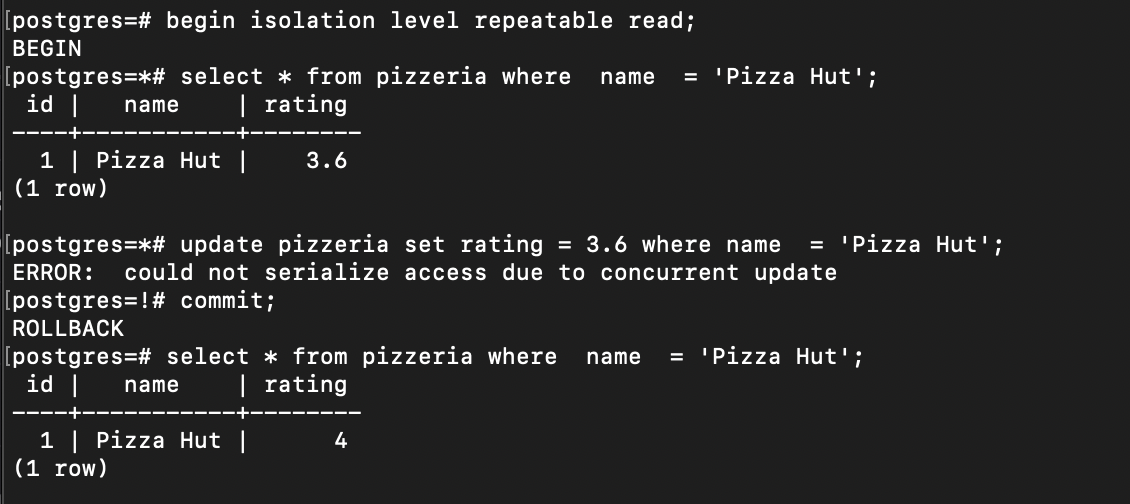 [postgres=# begin isolation level repeatable read;
BEGIN
[postgres=*# select * from pizzeria where  name  = 'Pizza Hut';
 id |   name    | rating
----+-----------+--------
  1 | Pizza Hut |    3.6
(1 row)

[postgres=*# update pizzeria set rating = 3.6 where name  = 'Pizza Hut';
ERROR:  could not serialize access due to concurrent update
[postgres=!# commit;
ROLLBACK
[postgres=# select * from pizzeria where  name  = 'Pizza Hut';
 id |   name    | rating
----+-----------+--------
  1 | Pizza Hut |      4
(1 row)